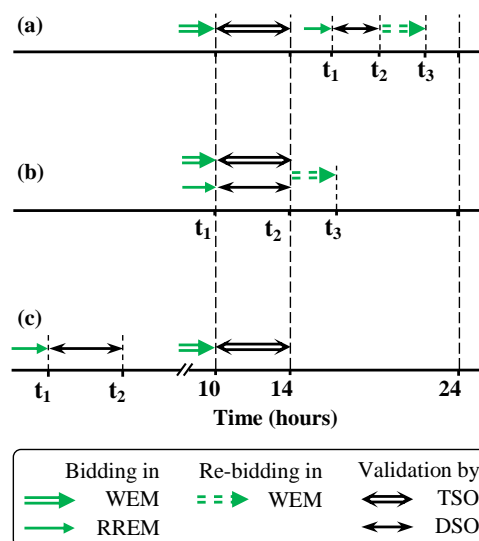 (a)
t1 t2 t3
(b)
t1 t2 t3
(c)
t1 t2 10 14 24
Time (hours)
Bidding in Re-bidding in Validation by
WEM WEM TSO
RREM DSO